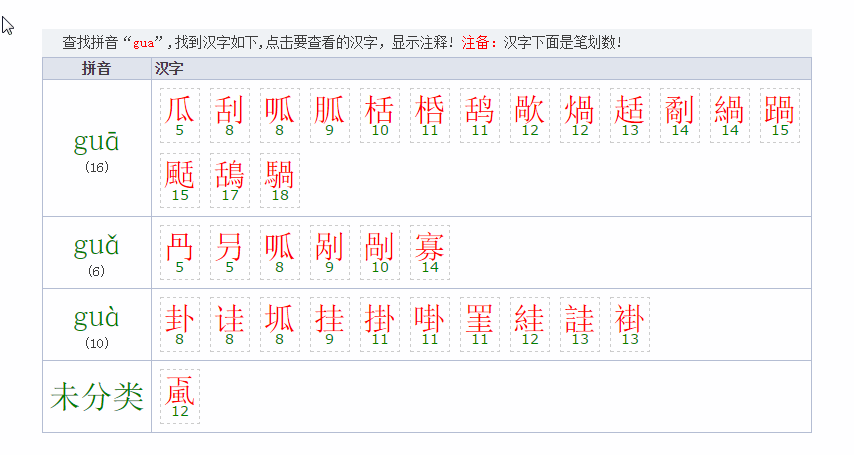 查找拼音“gua”,找到汉字如下,点击要查看的汉字，显示注释！注备：汉字下面是笔划数!
拼音 汉字
guā
(16)
瓜 刮 呱 胍 栝 桰 鸹 歄 煱 趏 劀 緺 踻
5 8 8 9 10 11 11 12 12 13 14 14 15
颳 鴰 騧
15 17 18
guǎ
(6)
冎 叧 呱 剐 剮 寡
5 5 8 9 10 14
guà
(10)
卦 诖 坬 挂 掛 啩 罣 絓 詿 褂
8 8 8 9 11 11 11 12 13 13
未分类
12